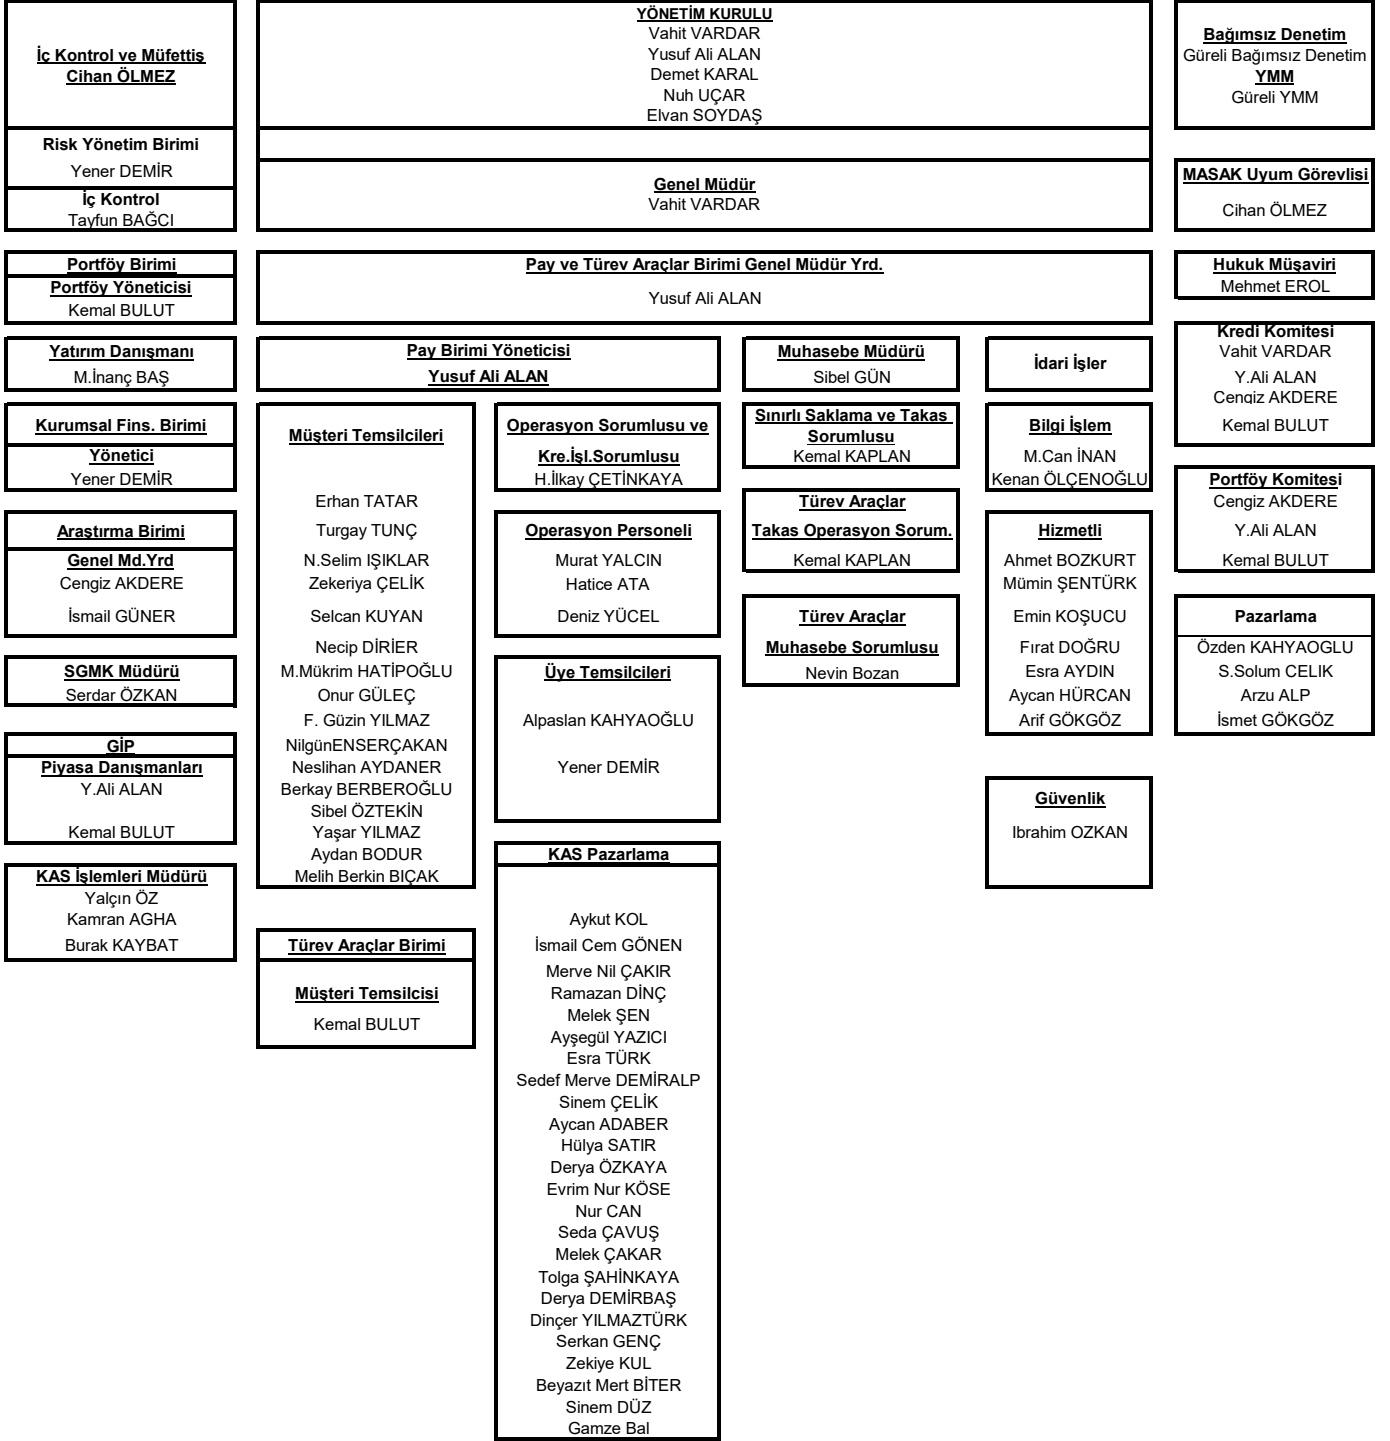 İç Kontrol ve Müfettiş
Cihan ÖLMEZ
Risk Yönetim Birimi
Yener DEMİR
İç Kontrol
Tayfun BAĞCI
YÖNETİM KURULU
Vahit VARDAR
Yusuf Ali ALAN
Demet KARAL
Nuh UÇAR
Elvan SOYDAŞ
Genel Müdür
Vahit VARDAR
Bağımsız Denetim
Güreli Bağımsız Denetim
YMM
Güreli YMM
MASAK Uyum Görevlisi
Cihan ÖLMEZ
Portföy Birimi
Portföy Yöneticisi
Kemal BULUT
Pay ve Türev Araçlar Birimi Genel Müdür Yrd.
Yusuf Ali ALAN
Hukuk Müşaviri
Mehmet EROL
Yatırım Danışmanı
M.İnanç BAŞ
Pay Birimi Yöneticisi
Yusuf Ali ALAN
Muhasebe Müdürü
Sibel GÜN
İdari İşler
Kredi Komitesi
Vahit VARDAR
Y.Ali ALAN
Cengiz AKDERE
Kemal BULUT
Kurumsal Fins. Birimi
Yönetici
Yener DEMİR
Araştırma Birimi
Genel Md.Yrd
Cengiz AKDERE
İsmail GÜNER
SGMK Müdürü
Serdar ÖZKAN
GİP
Piyasa Danışmanları
Y.Ali ALAN
Kemal BULUT
KAS İşlemleri Müdürü
Yalçın ÖZ
Kamran AGHA
Burak KAYBAT
Müşteri Temsilcileri
Erhan TATAR
Turgay TUNÇ
N.Selim IŞIKLAR
Zekeriya ÇELİK
Selcan KUYAN
Necip DİRİER
M.Mükrim HATİPOĞLU
Onur GÜLEÇ
F. Güzin YILMAZ
NilgünENSERÇAKAN
Neslihan AYDANER
Berkay BERBEROĞLU
Sibel ÖZTEKİN
Yaşar YILMAZ
Aydan BODUR
Melih Berkin BIÇAK
Türev Araçlar Birimi
Müşteri Temsilcisi
Kemal BULUT
Operasyon Sorumlusu ve
Kre.İşl.Sorumlusu
H.İlkay ÇETİNKAYA
Operasyon Personeli
Murat YALCIN
Hatice ATA
Deniz YÜCEL
Üye Temsilcileri
Alpaslan KAHYAOĞLU
Yener DEMİR
KAS Pazarlama
Aykut KOL
İsmail Cem GÖNEN
Merve Nil ÇAKIR
Ramazan DİNÇ
Melek ŞEN
Ayşegül YAZICI
Esra TÜRK
Sedef Merve DEMİRALP
Sinem ÇELİK
Aycan ADABER
Hülya SATIR
Derya ÖZKAYA
Evrim Nur KÖSE
Nur CAN
Seda ÇAVUŞ
Melek ÇAKAR
Tolga ŞAHİNKAYA
Derya DEMİRBAŞ
Dinçer YILMAZTÜRK
Serkan GENÇ
Zekiye KUL
Beyazıt Mert BİTER
Sinem DÜZ
Gamze Bal
Sınırlı Saklama ve Takas
Sorumlusu
Kemal KAPLAN
Türev Araçlar
Takas Operasyon Sorum.
Kemal KAPLAN
Türev Araçlar
Muhasebe Sorumlusu
Nevin Bozan
Bilgi İşlem
M.Can İNAN
Kenan ÖLÇENOĞLU
Hizmetli
Ahmet BOZKURT
Mümin ŞENTÜRK
Emin KOŞUCU
Fırat DOĞRU
Esra AYDIN
Aycan HÜRCAN
Arif GÖKGÖZ
Güvenlik
Ibrahim OZKAN
Portföy Komitesi
Cengiz AKDERE
Y.Ali ALAN
Kemal BULUT
Pazarlama
Özden KAHYAOGLU
S.Solum CELIK
Arzu ALP
İsmet GÖKGÖZ